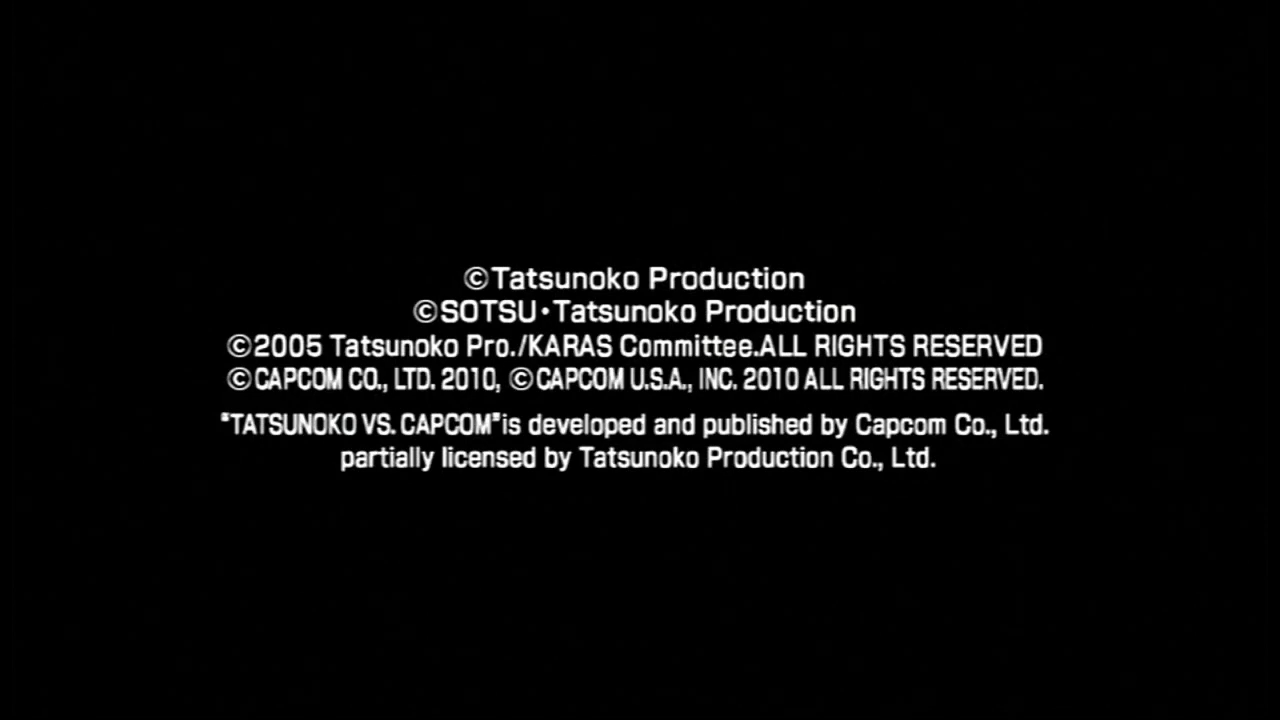 ©Tatsunoko Production
©SOTSU・Tatsunoko Production
©2005 Tatsunoko Pro./KARAS Committee.ALL RIGHTS RESERVED
©CAPCOM CO., LTD. 2010, ©CAPCOM U.S.A., INC. 2010 ALL RIGHTS RESERVED.
"TATSUNOKO VS. CAPCOM"is developed and published by Capcom Co., Ltd.
partially licensed by Tatsunoko Production Co., Ltd.